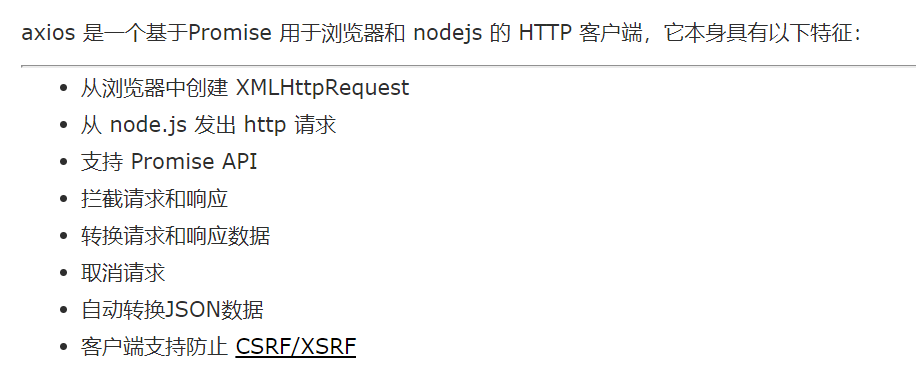 axios 是一个基于Promise 用于浏览器和 nodejs 的 HTTP 客户端，它本身具有以下特征：
从浏览器中创建 XMLHttpRequest
从 node.js 发出 http 请求
支持 Promise API
拦截请求和响应
转换请求和响应数据
取消请求
自动转换JSON数据
客户端支持防止 CSRF/XSRF